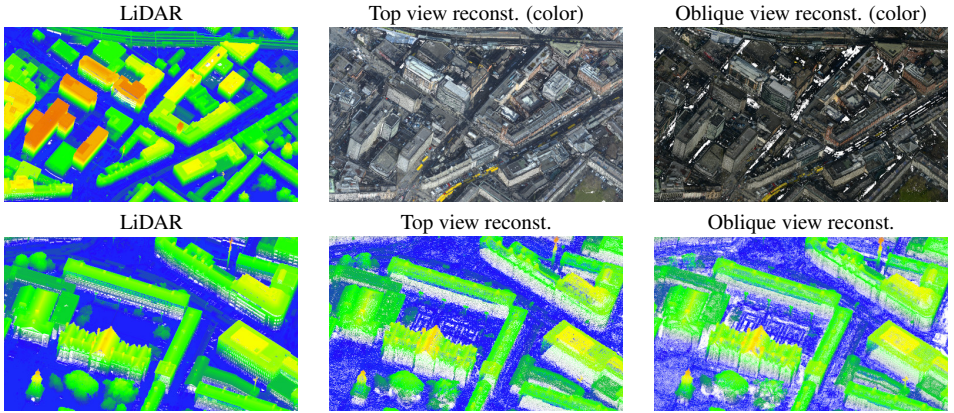 LiDAR
Top view reconst. (color)
Oblique view reconst. (color)
LiDAR
Top view reconst.
Oblique view reconst.